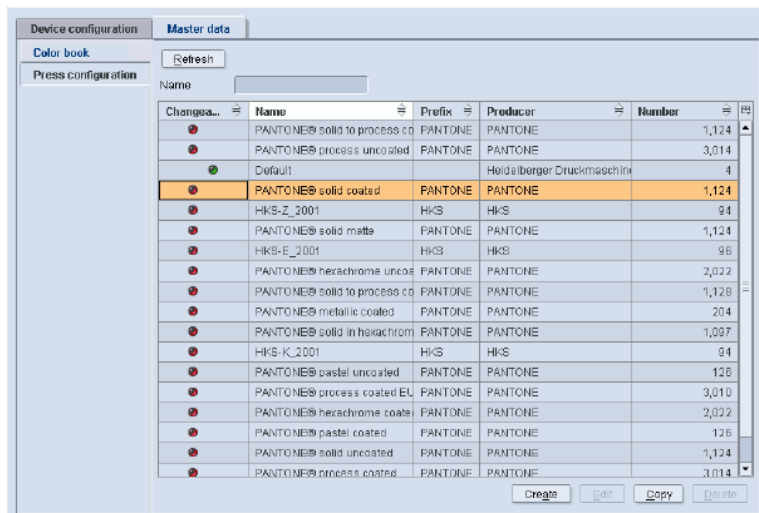 Device configuration Master data
Color book
Press configuration
Refresh
Name
Changea... Name Prefix Producer Number
PANTONE® solid to process co PANTONE PANTONE 1,124
PANTONE® process uncoated PANTONE PANTONE 3,014
Default Heidelberger Druckmaschin 4
PANTONE® solid coated PANTONE PANTONE 1,124
HKS-Z_2001 HKS HKS 94
PANTONE® solid matte PANTONE PANTONE 1,124
HKS-E_2001 HKS HKS 96
PANTONE® hexachrome uncoa PANTONE PANTONE 2,022
PANTONE® solid to process co PANTONE PANTONE 1,128
PANTONE® metallic coated PANTONE PANTONE 204
PANTONE® solid in hexachrom PANTONE PANTONE 1,097
HKS-K_2001 HKS HKS 94
PANTONE® pastel uncoated PANTONE PANTONE 126
PANTONE® process coated EU PANTONE PANTONE 3,010
PANTONE® hexachrome coate PANTONE PANTONE 2,022
PANTONE® pastel coated PANTONE PANTONE 126
PANTONE® solid uncoated PANTONE PANTONE 1,124
PANTONE® process coated PANTONE PANTONE 3,014
Create Edit Copy Delete